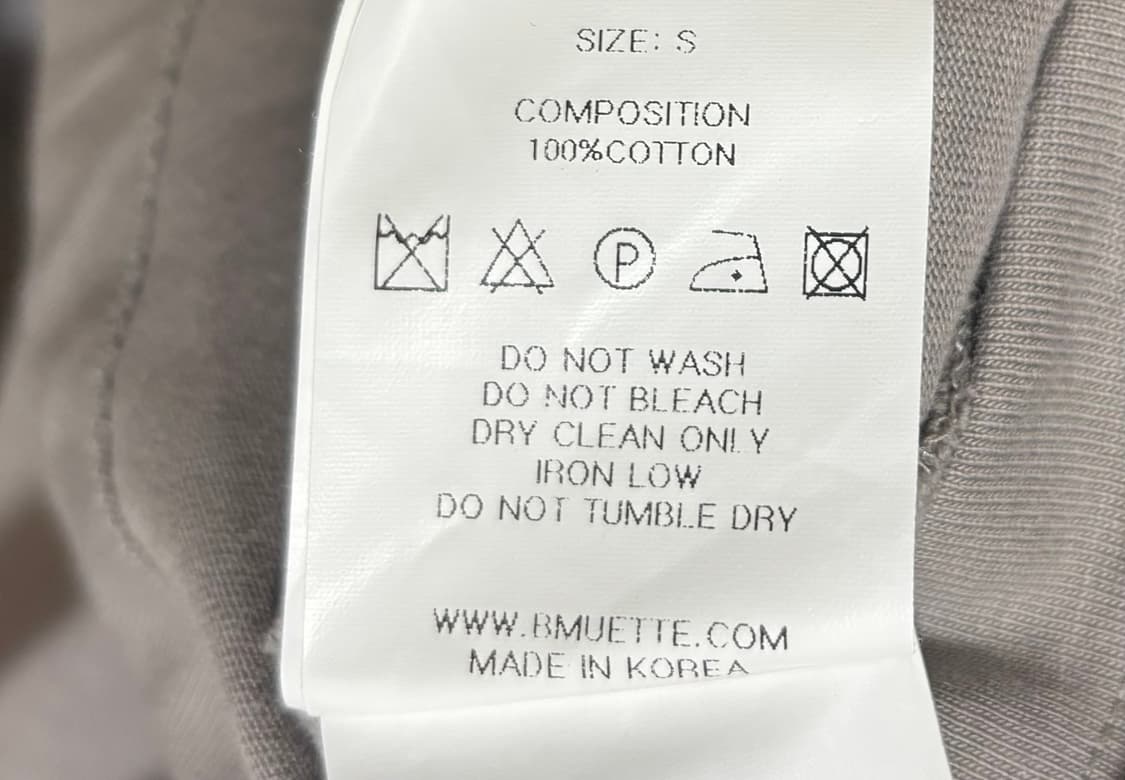 SIZE: S
COMPOSITION
100%COTTON
P
DO NOT WASH
DO NOT BLEACH
DRY CLEAN ONLY
IRON LOW
DO NOT TUMBLE DRY
WWW.BMUETTE.COM
MADE IN KOREA